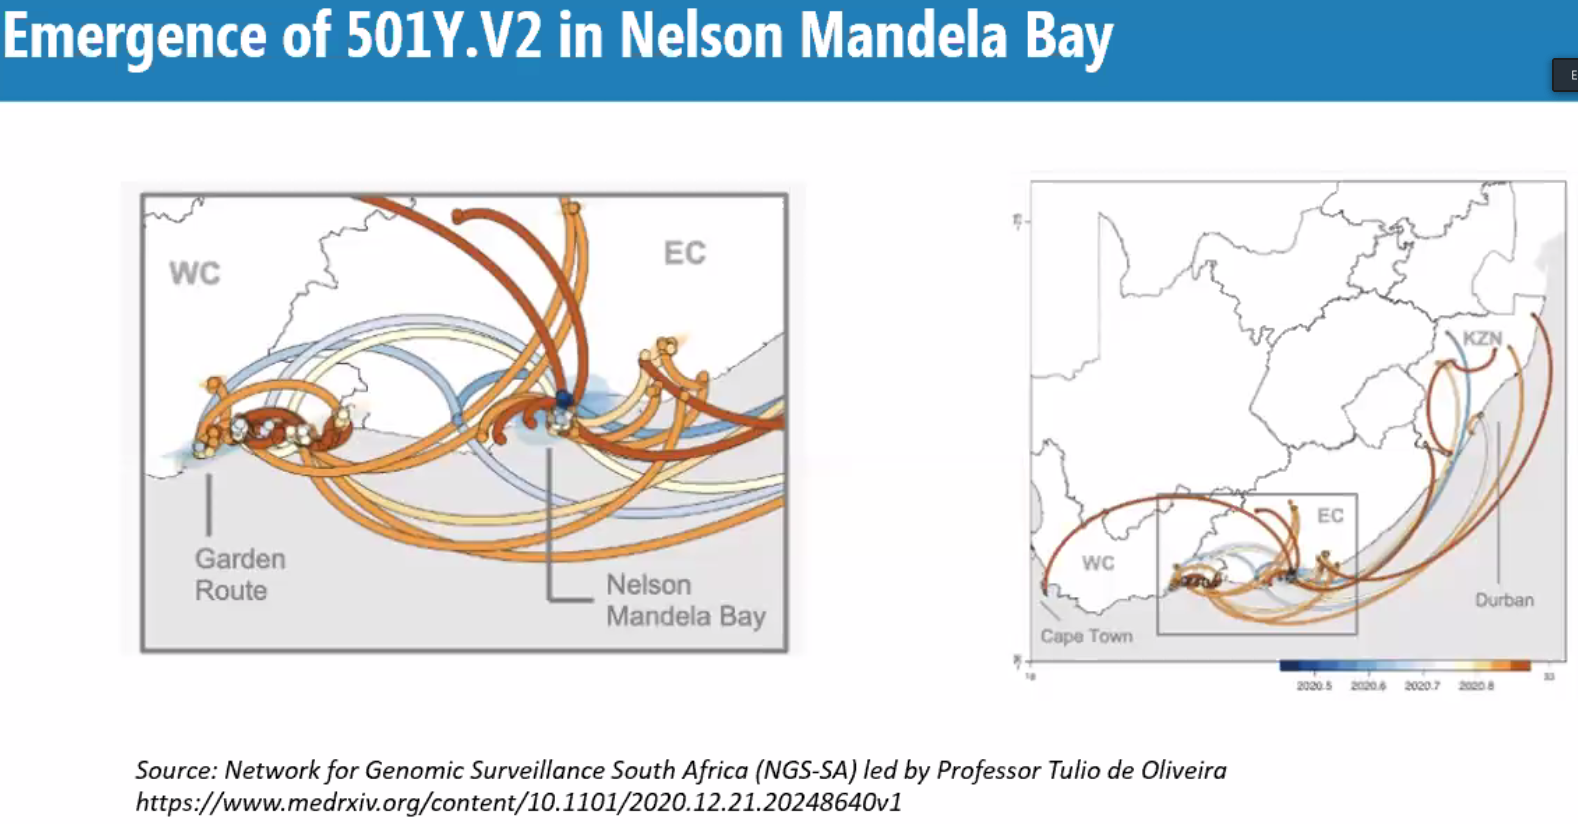 Emergence of 501Y.V2 in Nelson Mandela Bay
E
WC
EC
Garden
Route
Nelson
Mandela Bay
KZN
EC
WC
Durban
Cape Town
18
33
2020.5 2020.6 2020.7 2020.8
Source: Network for Genomic Surveillance South Africa (NGS-SA) led by Professor Tulio de Oliveira
https://www.medrxiv.org/content/10.1101/2020.12.21.20248640v1